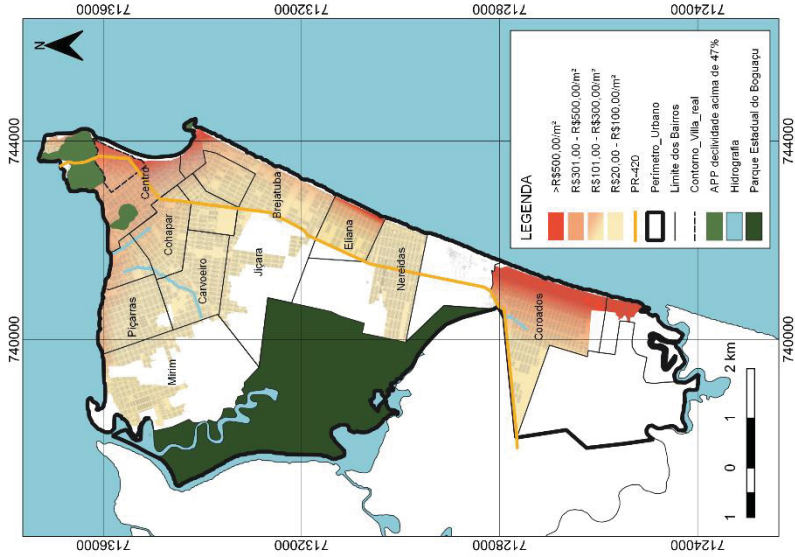 7136000
7132000
7128000
7124000
744000
740000
N
Centro
Cohapar
Piçarras
Carvoeiro
Brejatuba
Jiçara
Mirim
Eliana
Nereidas
Coroados
LEGENDA
>R$500,00/m²
R$301,00 - R$500,00/m²
R$101,00 - R$300,00/m²
R$20,00 - R$100,00/m²
PR-420
Perímetro_Urbano
Limite dos Bairros
Contorno_Villa_real
APP declividade acima de 47%
Hidrografia
Parque Estadual do Boguaçu
1 0 1 2 km
744000
740000
7136000
7132000
7128000
7124000